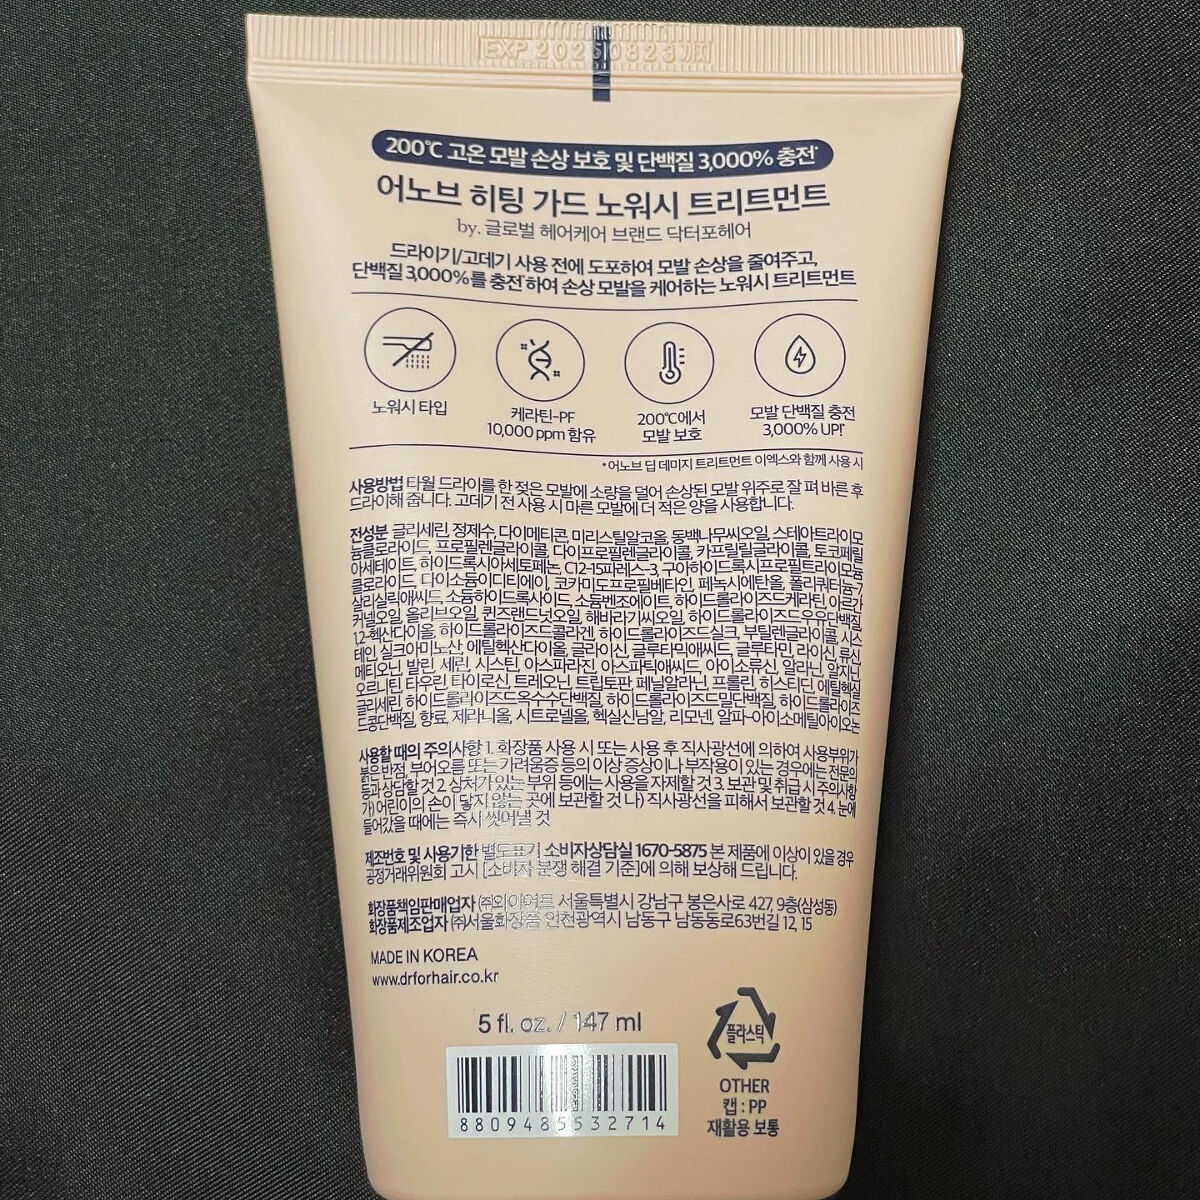 EXP 20250823까지
200℃ 고온 모발 손상 보호 및 단백질 3,000% 충전*
어노브 히팅 가드 노워시 트리트먼트
by. 글로벌 헤어케어 브랜드 닥터포헤어
드라이기/고데기 사용 전에 도포하여 모발 손상을 줄여주고,
단백질 3,000%를 충전*하여 손상 모발을 케어하는 노워시 트리트먼트
노워시 타입
케라틴-PF
10,000 ppm 함유
200℃에서
모발 보호
모발 단백질 충전
3,000% UP!*
*어노브 딥 데미지 트리트먼트 이엑스와 함께 사용 시
사용방법 타월 드라이를 한 젖은 모발에 소량을 덜어 손상된 모발 위주로 잘 펴 바른 후
드라이해 줍니다. 고데기 전 사용 시 마른 모발에 더 적은 양을 사용합니다.
전성분 글리세린, 정제수, 다이메티콘, 미리스틸알코올, 동백나무씨오일, 스테아트라이모
늄클로라이드, 프로필렌글라이콜, 다이프로필렌글라이콜, 카프릴릴글라이콜, 토코페릴
아세테이트, 하이드록시아세토페논, C12-15파레스-3, 구아하이드록시프로필트라이모늄
클로라이드, 다이소듐이디티에이, 코카미도프로필베타인, 페녹시에탄올, 폴리쿼터늄-7,
살리실릭애씨드, 소듐하이드록사이드, 소듐벤조에이트, 하이드롤라이즈드케라틴, 아르간
커넬오일, 올리브오일, 퀸즈랜드넛오일, 해바라기씨오일, 하이드롤라이즈드우유단백질,
1,2-헥산다이올, 하이드롤라이즈드콜라겐, 하이드롤라이즈드실크, 부틸렌글라이콜, 시스
테인, 실크아미노산, 에틸헥산다이올, 글라이신, 글루타믹애씨드, 글루타민, 라이신, 류신,
메티오닌, 발린, 세린, 시스틴, 아스파라진, 아스파틱애씨드, 아이소류신, 알라닌, 알지닌,
오르니틴, 타우린, 타이로신, 트레오닌, 트립토판, 페닐알라닌, 프롤린, 히스티딘, 에틸헥실
글리세린, 하이드롤라이즈드옥수수단백질, 하이드롤라이즈드밀단백질, 하이드롤라이즈
드콩단백질, 향료, 제라니올, 시트로넬올, 헥실신남알, 리모넨, 알파-아이소메틸아이오논
사용할 때의 주의사항 1. 화장품 사용 시 또는 사용 후 직사광선에 의하여 사용부위가
붉은 반점, 부어오름 또는 가려움증 등의 이상 증상이나 부작용이 있는 경우에는 전문의
등과 상담할 것 2. 상처가 있는 부위 등에는 사용을 자제할 것 3. 보관 및 취급 시 주의사항
가) 어린이의 손이 닿지 않는 곳에 보관할 것 나) 직사광선을 피해서 보관할 것 4. 눈에
들어갔을 때에는 즉시 씻어낼 것
제조번호 및 사용기한 별도표기 소비자상담실 1670-5875 본 제품에 이상이 있을 경우
공정거래위원회 고시 [소비자 분쟁 해결 기준]에 의해 보상해 드립니다.
화장품책임판매업자 (주)와이어트 서울특별시 강남구 봉은사로 427, 9층(삼성동)
화장품제조업자 (주)서울화장품 인천광역시 남동구 남동동로63번길 12, 15
MADE IN KOREA
www.drforhair.co.kr
5 fl. oz. / 147 ml
8809485532714
플라스틱
OTHER
캡 : PP
재활용 보통